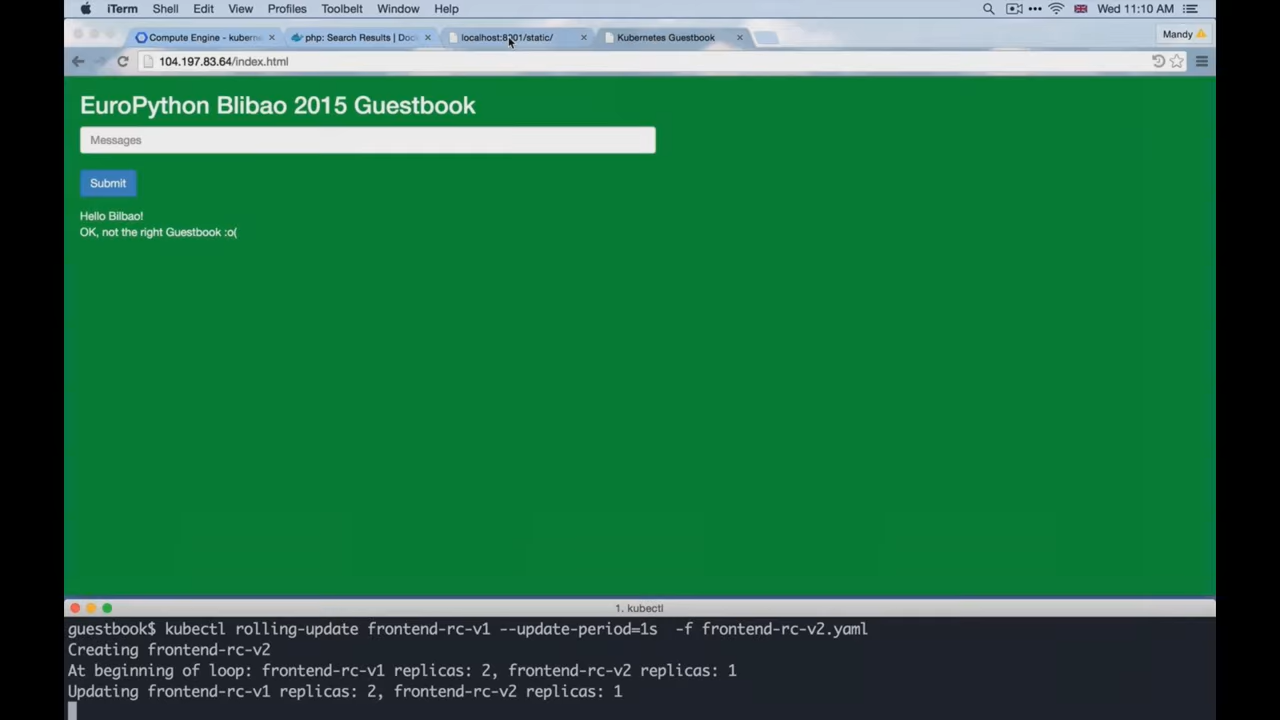 iTerm Shell Edit View Profiles Toolbelt Window Help Wed 11:10 AM
Compute Engine - kuberne php: Search Results | Doc localhost:8001/static/ Kubernetes Guestbook Mandy
104.197.83.64/index.html
EuroPython Blibao 2015 Guestbook
Messages
Submit
Hello Bilbao!
OK, not the right Guestbook :o(
1. kubectl
guestbook$ kubectl rolling-update frontend-rc-v1 --update-period=1s -f frontend-rc-v2.yaml
Creating frontend-rc-v2
At beginning of loop: frontend-rc-v1 replicas: 2, frontend-rc-v2 replicas: 1
Updating frontend-rc-v1 replicas: 2, frontend-rc-v2 replicas: 1